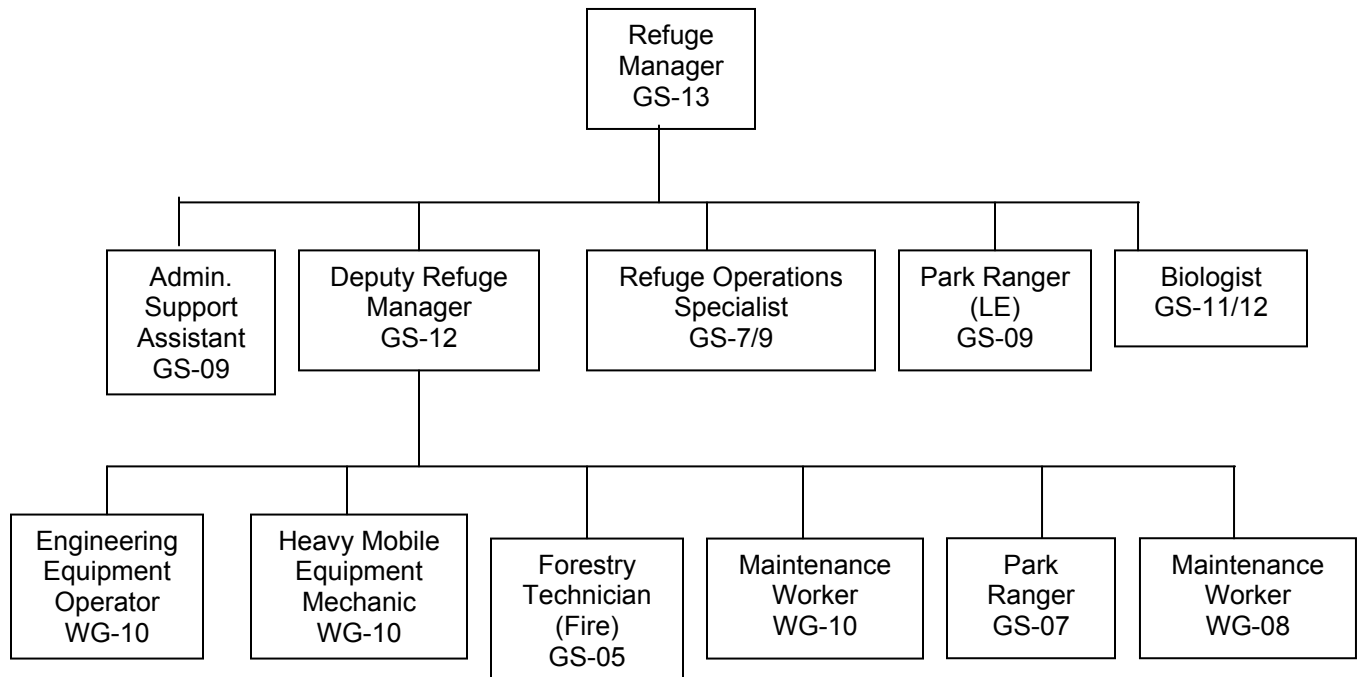 Refuge
Manager
GS-13
Admin.
Support
Assistant
GS-09
Deputy Refuge
Manager
GS-12
Refuge Operations
Specialist
GS-7/9
Park Ranger
(LE)
GS-09
Biologist
GS-11/12
Engineering
Equipment
Operator
WG-10
Heavy Mobile
Equipment
Mechanic
WG-10
Forestry
Technician
(Fire)
GS-05
Maintenance
Worker
WG-10
Park
Ranger
GS-07
Maintenance
Worker
WG-08